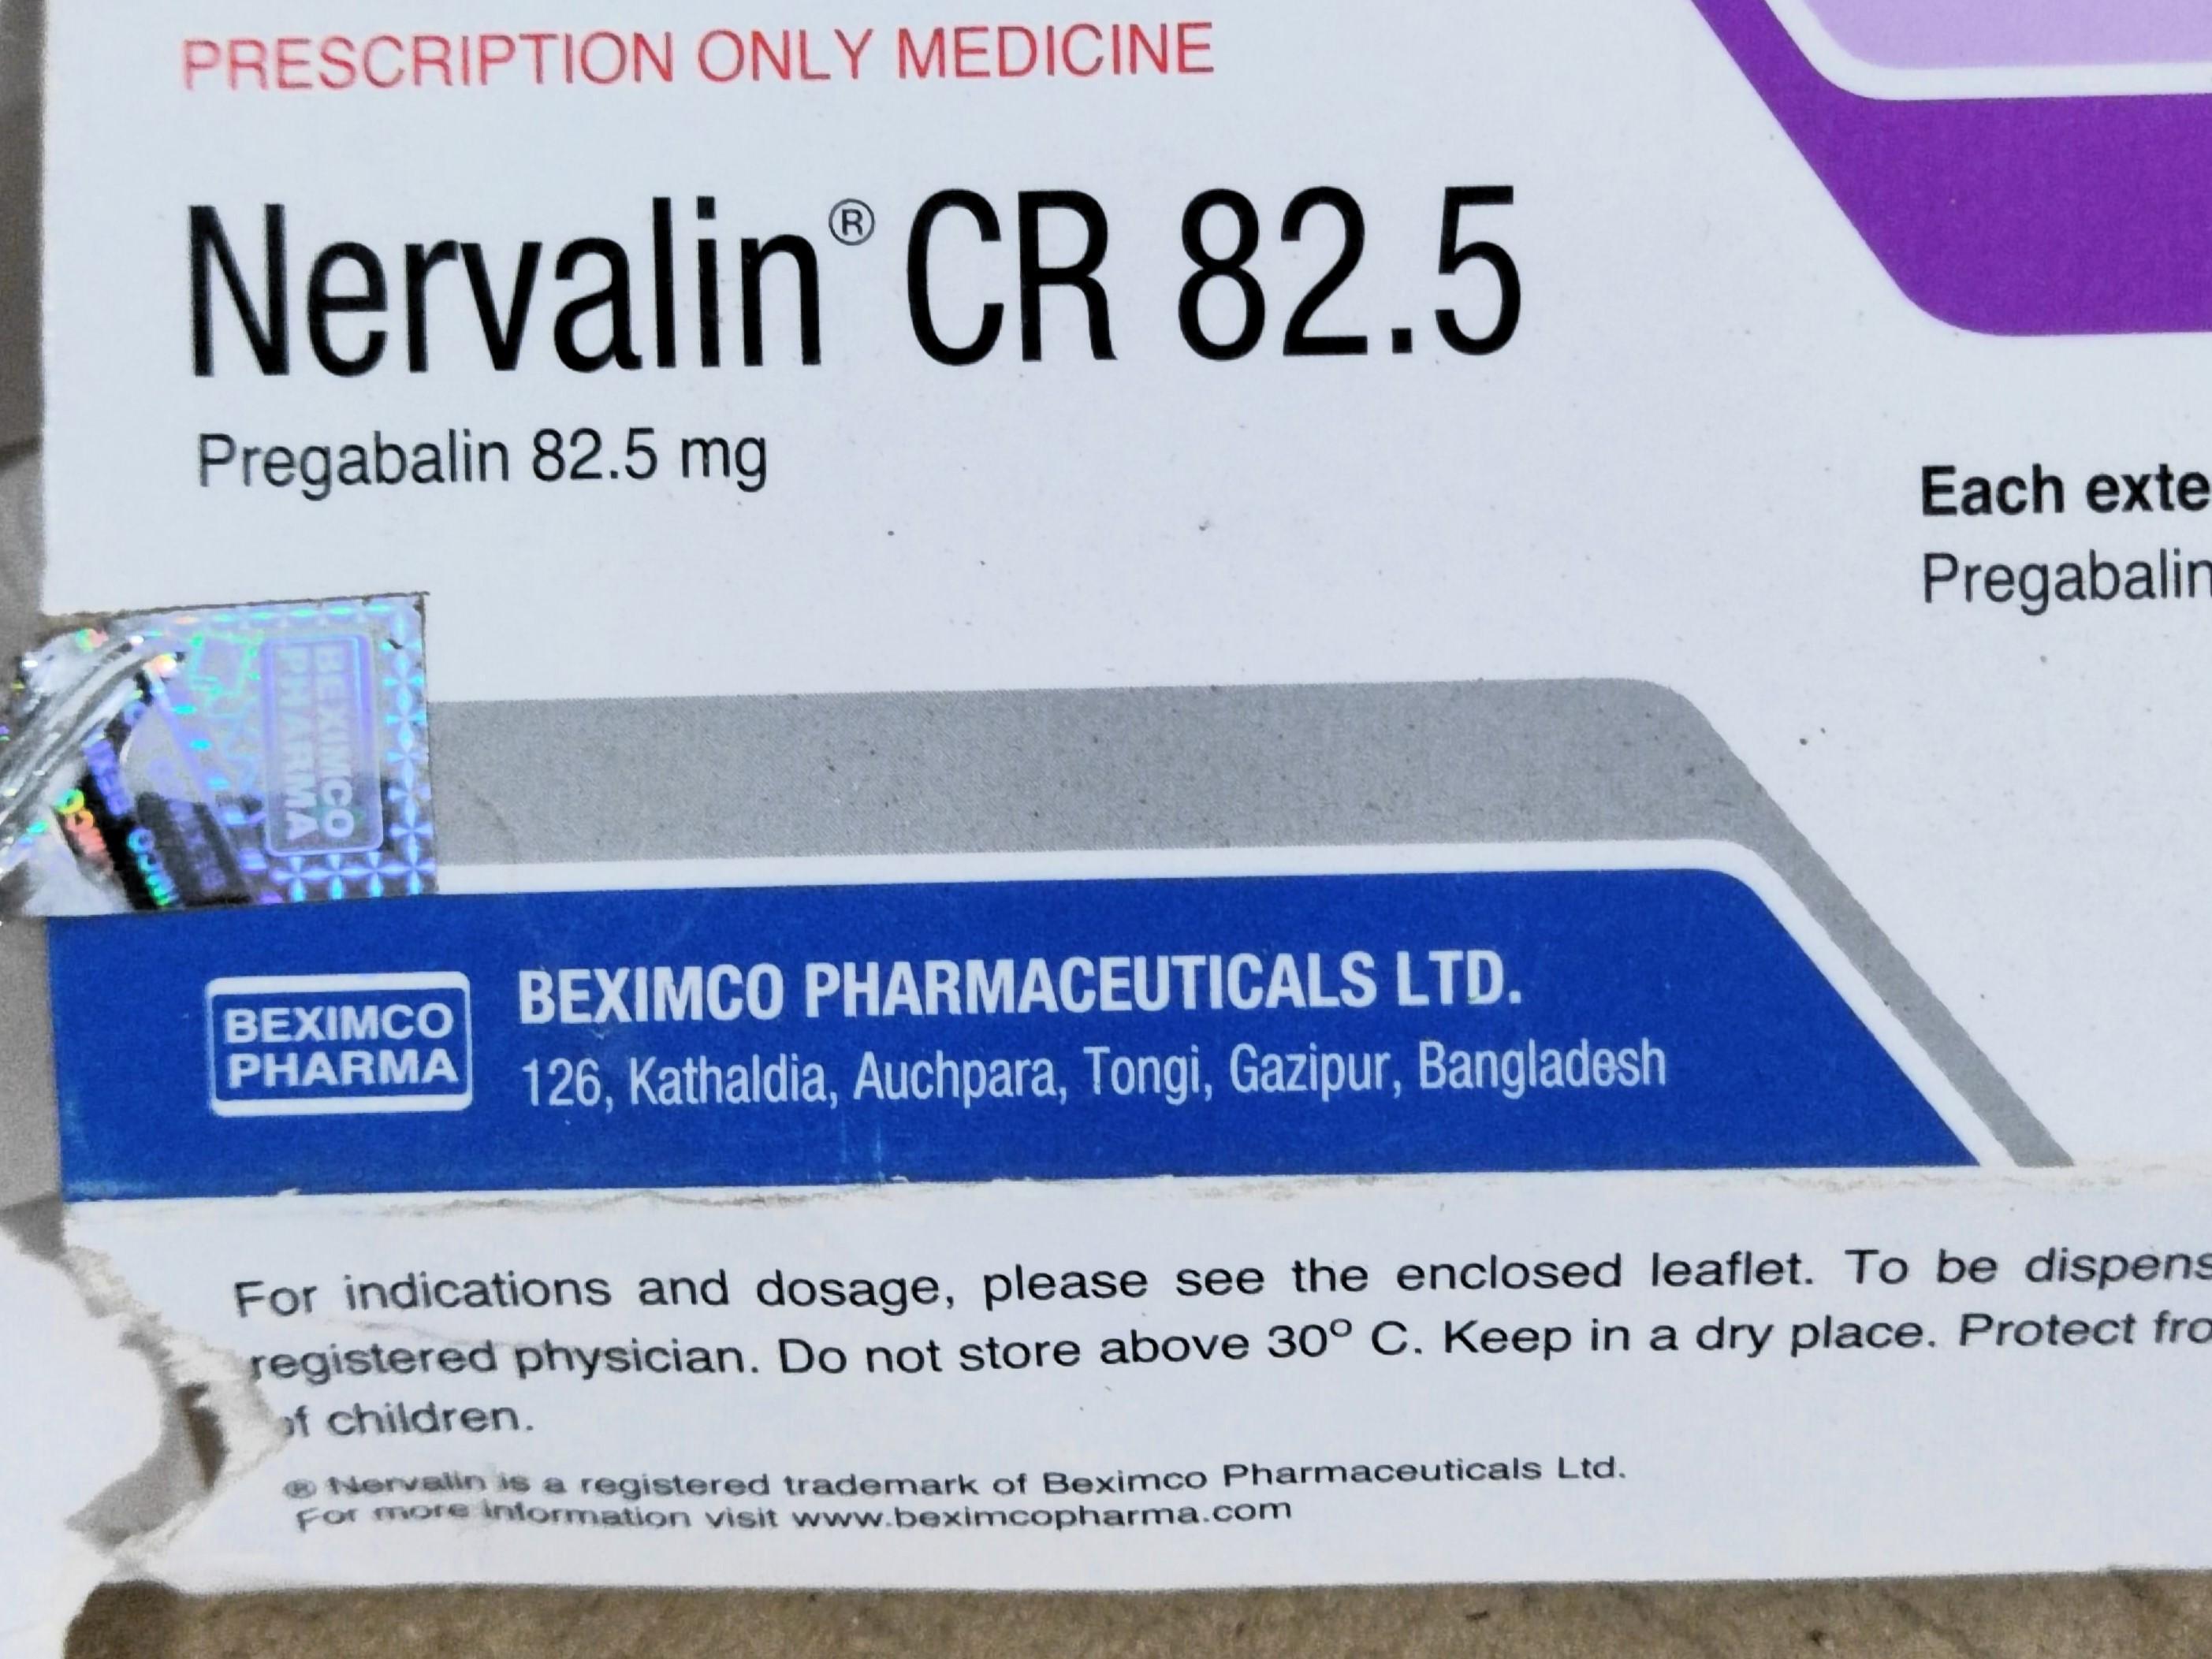 PRESCRIPTION ONLY MEDICINE
Nervalin® CR 82.5
Pregabalin 82.5 mg
Each exte
Pregabalin
BEXIMCO
PHARMA
BEXIMCO
PHARMA
BEXIMCO PHARMACEUTICALS LTD.
126, Kathaldia, Auchpara, Tongi, Gazipur, Bangladesh
For indications and dosage, please see the enclosed leaflet. To be dispens
registered physician. Do not store above 30° C. Keep in a dry place. Protect fro
of children.
® Nervalin is a registered trademark of Beximco Pharmaceuticals Ltd.
For more information visit www.beximcopharma.com